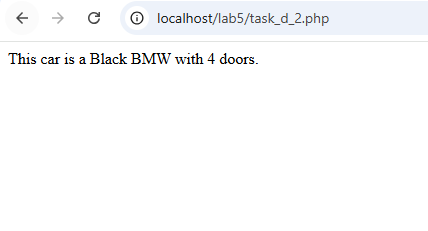 localhost/lab5/task_d_2.php
This car is a Black BMW with 4 doors.